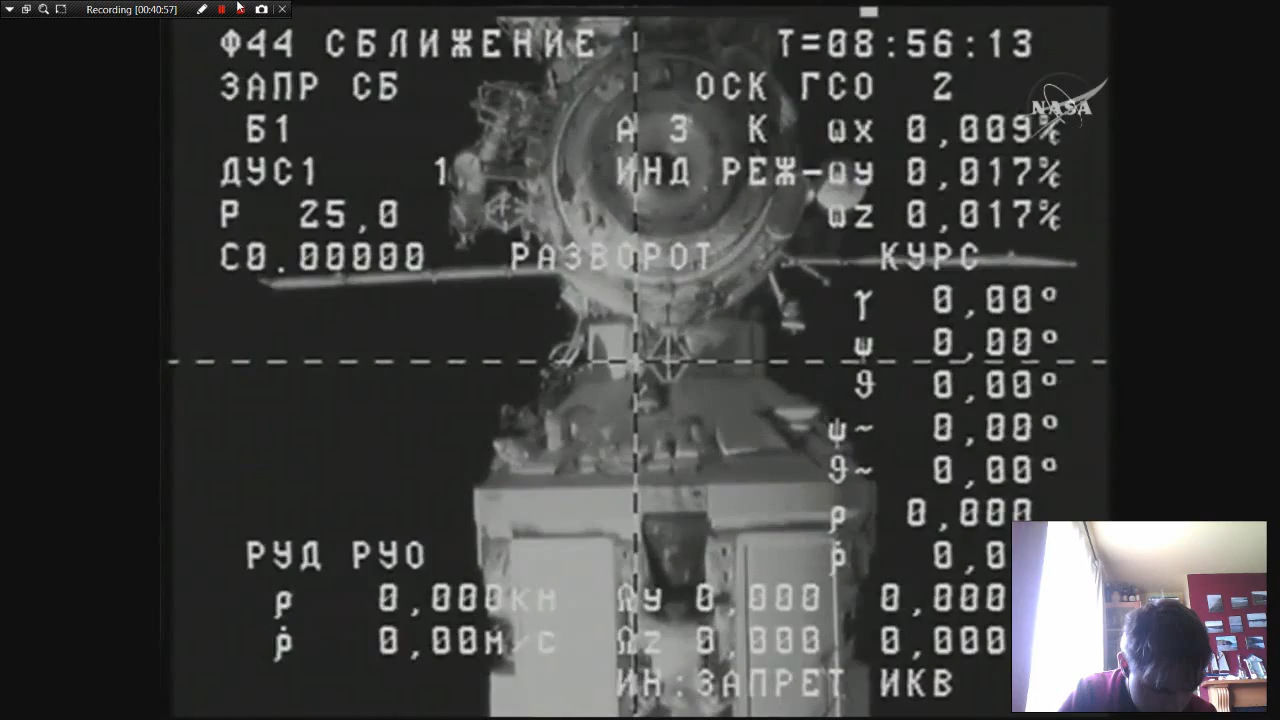 Recording [00:40:57]
Ф44 СБЛИЖЕНИЕ T=08:56:13
ЗАПР СБ ОСК ГСО 2
NASA
Б1 А З К ωx 0,009°/с
ДУС1 1 ИНД РЕЖ-ωy 0,017°/с
Р 25,0 ωz 0,017°/с
С0.00000 РАЗВОРОТ КУРС
γ 0,00°
ψ 0,00°
ϑ 0,00°
ψ~ 0,00°
ϑ~ 0,00°
ρ 0,000
РУД РУО ρ̇ 0,0
ρ 0,000км Ωy 0,000 0,000
ρ̇ 0,00м/с Ωz 0,000 0,000
ИН:ЗАПРЕТ ИКВ